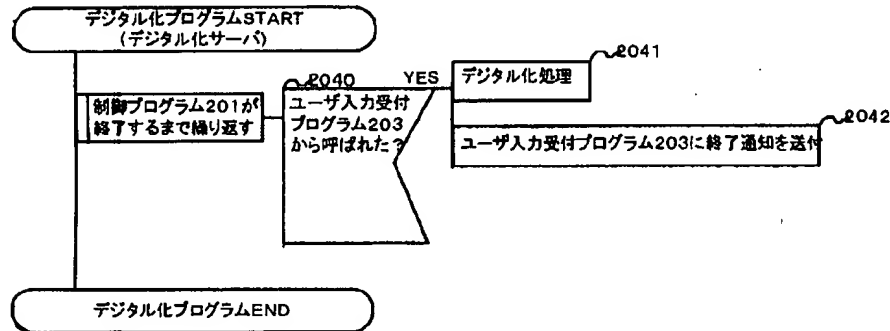 デジタル化プログラムSTART
(デジタル化サーバ)
制御プログラム201が
終了するまで繰り返す
2040
YES
ユーザ入力受付
プログラム203
から呼ばれた?
2041
デジタル化処理
2042
ユーザ入力受付プログラム203に終了通知を送付
デジタル化プログラムEND